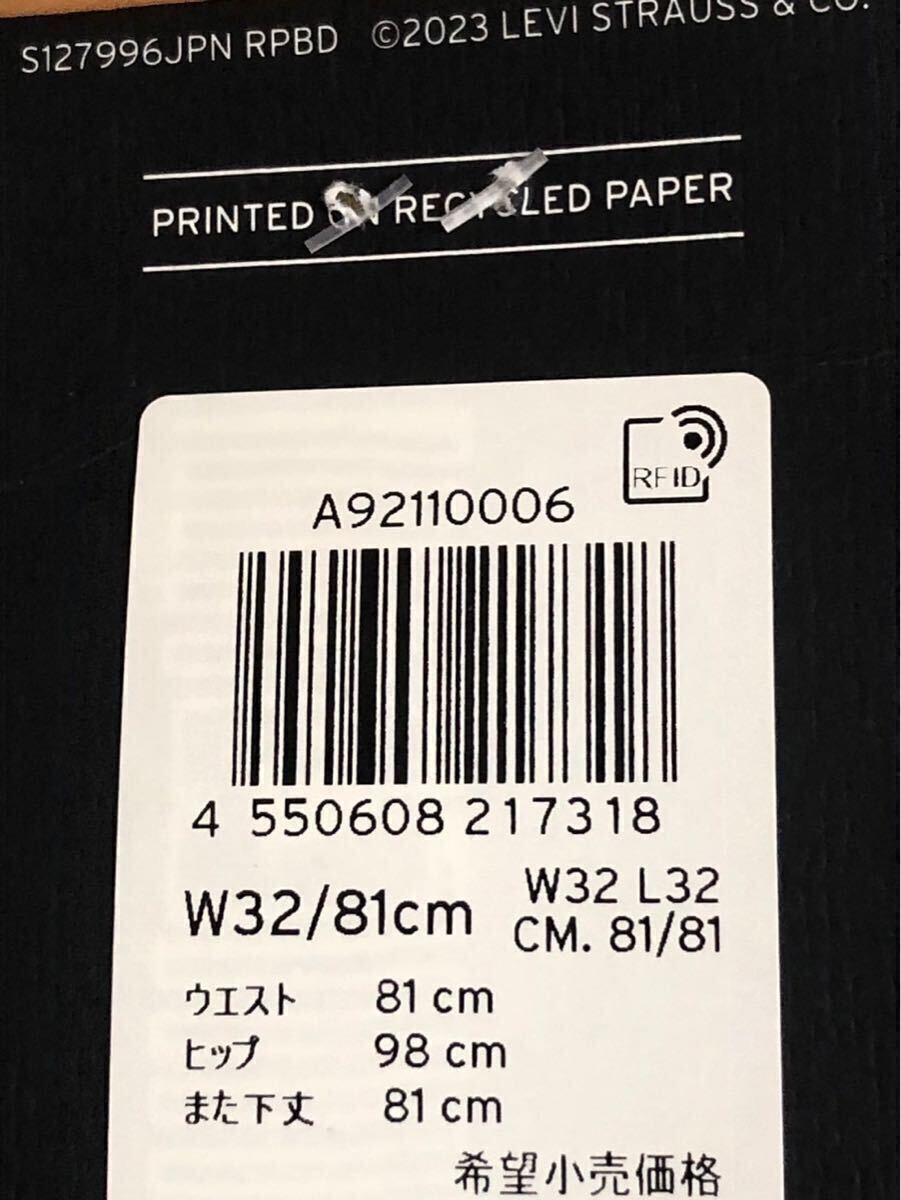 S127996JPN RPBD ©2023 LEVI STRAUSS & CO.
PRINTED ON RECYCLED PAPER
RFID
A92110006
4 550608 217318
W32/81cm
W32 L32
CM. 81/81
ウエスト 81 cm
ヒップ 98 cm
また下丈 81 cm
希望小売価格